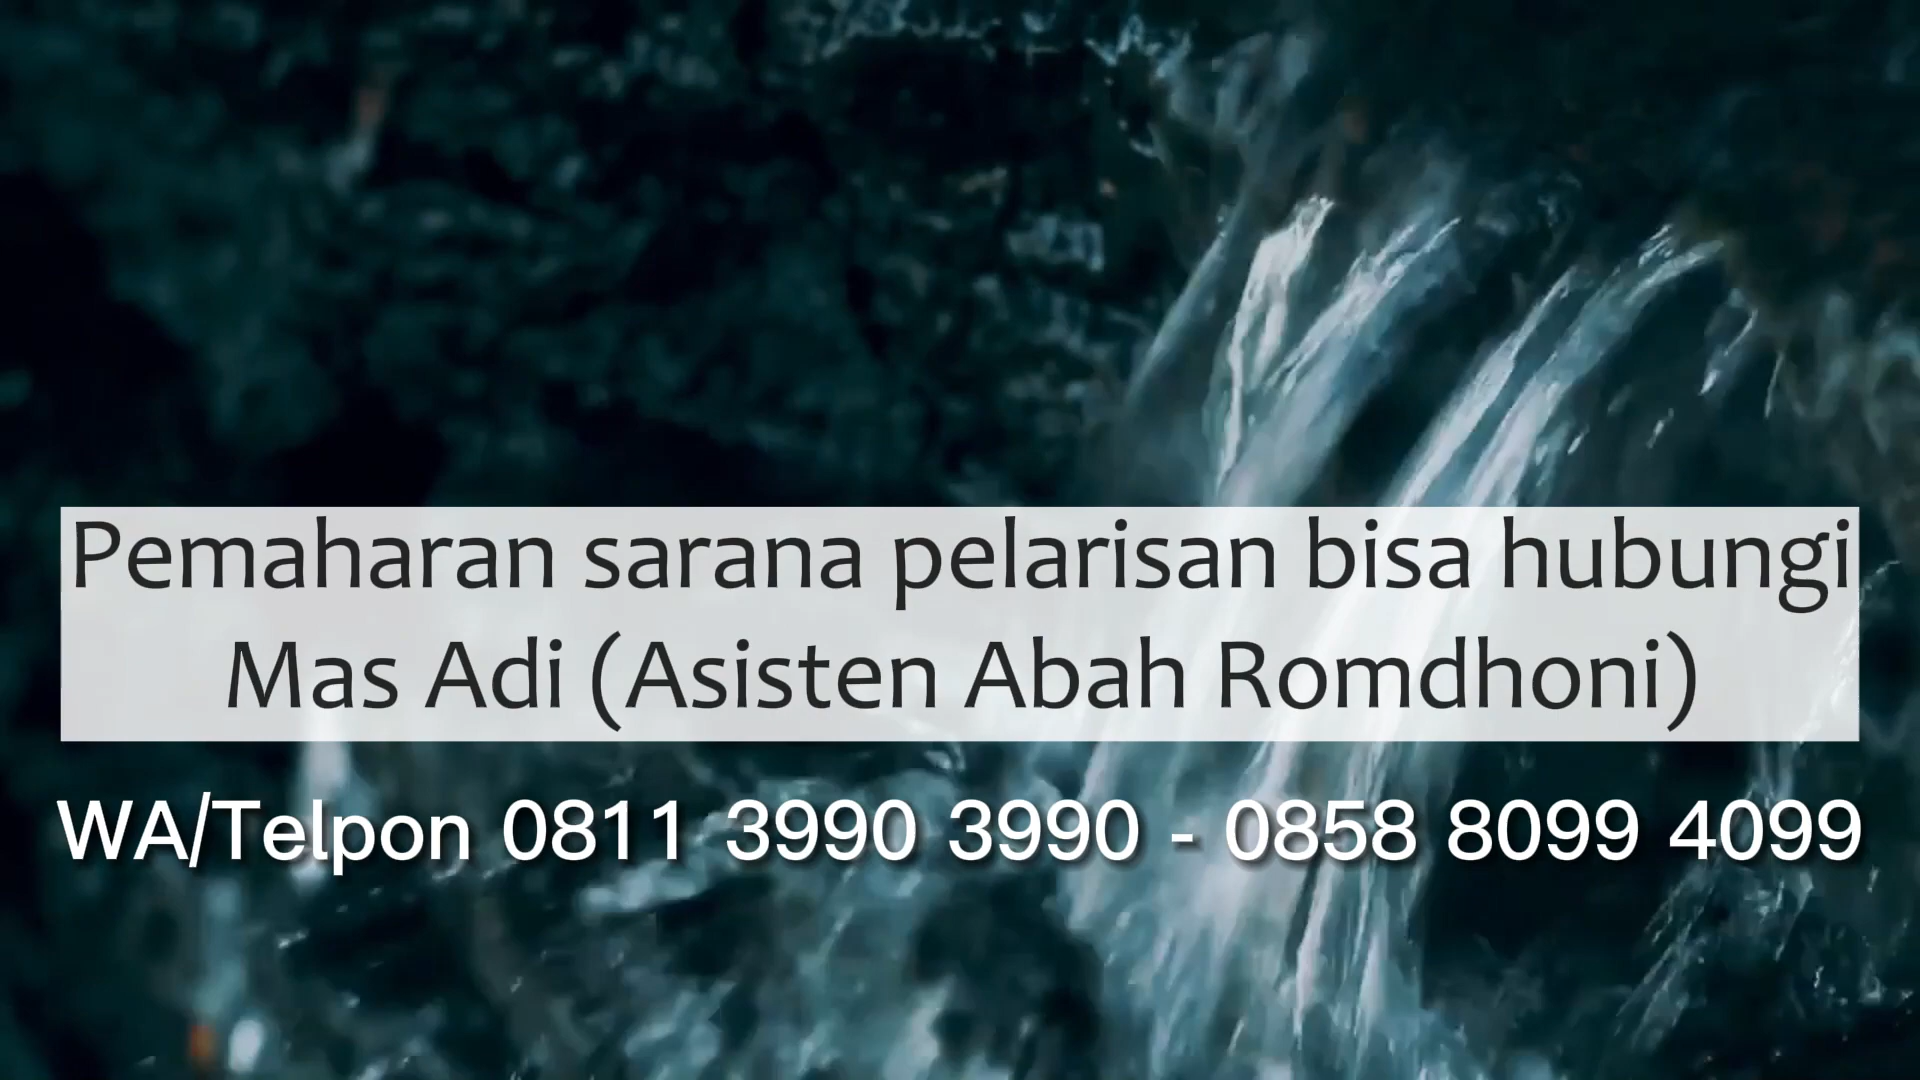 Pemaharan sarana pelarisan bisa hubungi
Mas Adi (Asisten Abah Romdhoni)
WA/Telpon 0811 3990 3990 - 0858 8099 4099